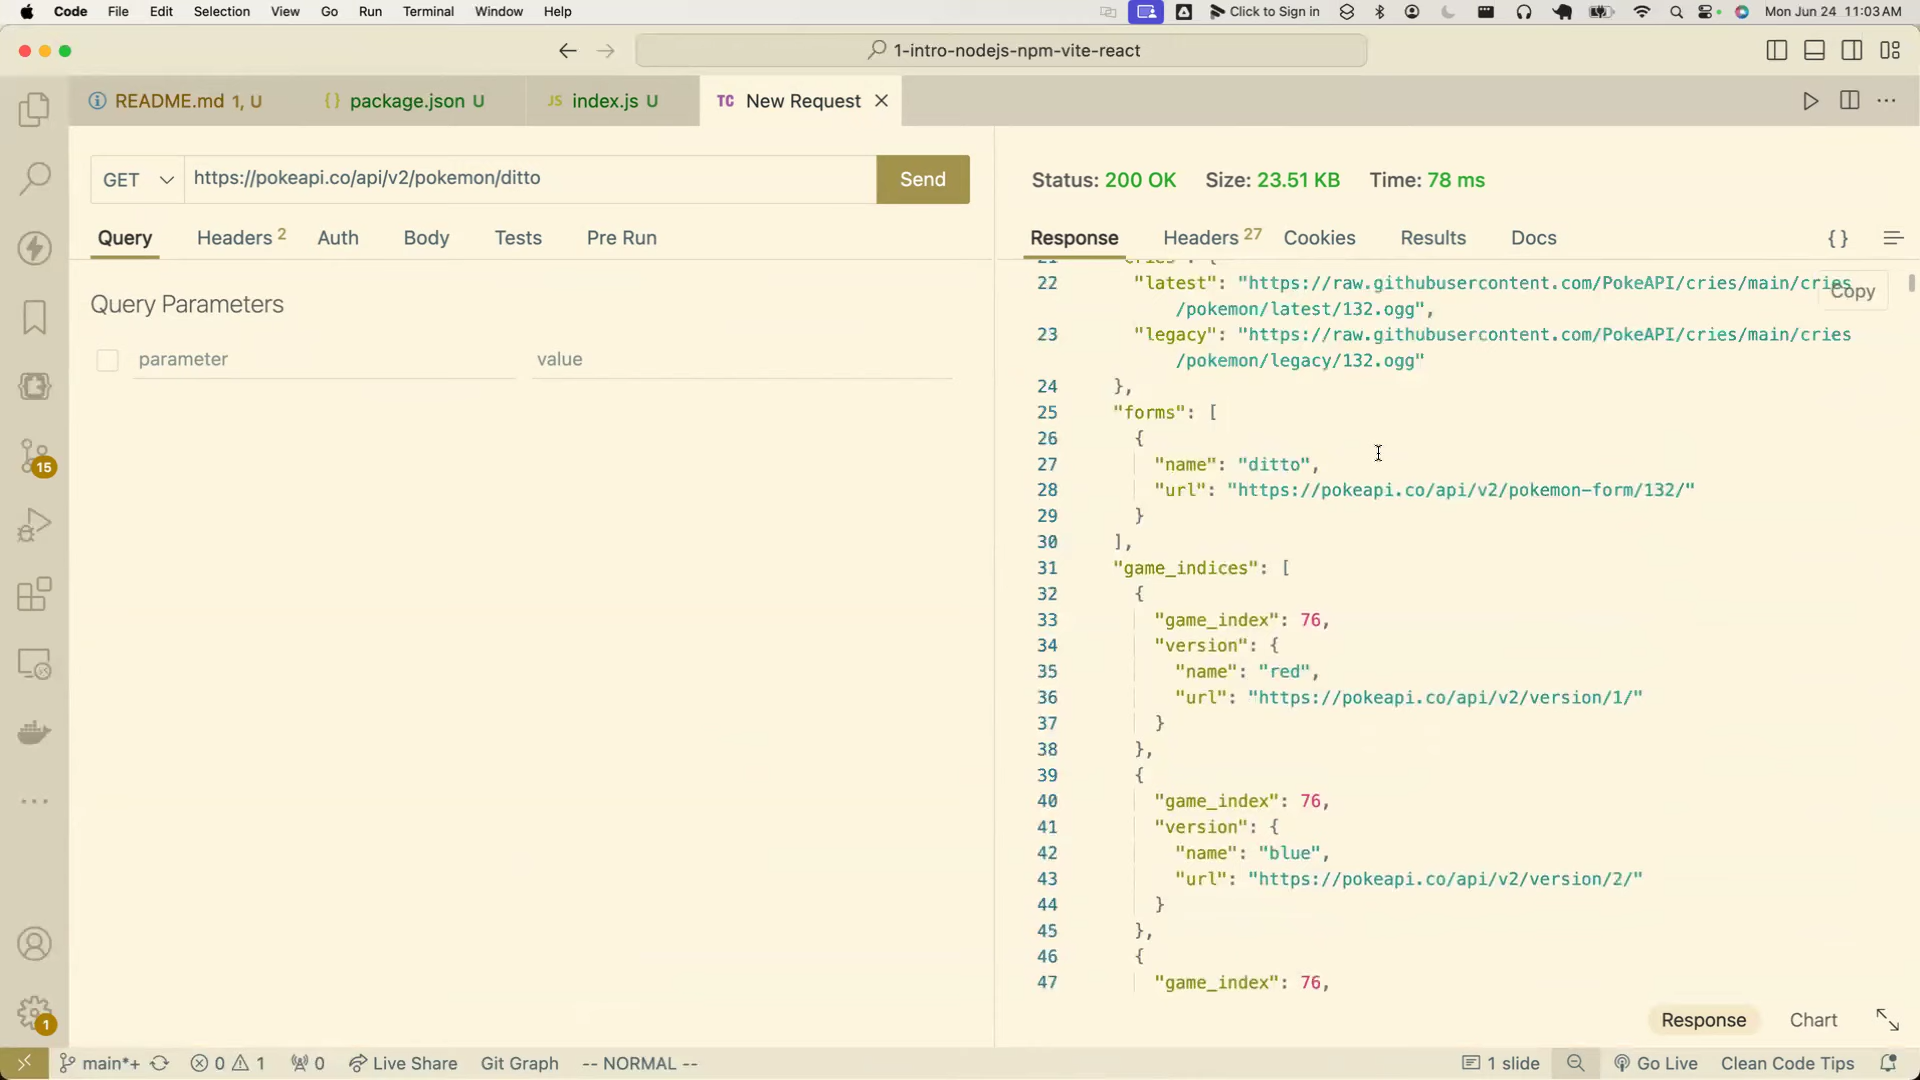 Code File Edit Selection View Go Run Terminal Window Help Click to Sign in Mon Jun 24 11:03 AM
1-intro-nodejs-npm-vite-react
README.md 1, U {} package.json U JS index.js U TC New Request
GET https://pokeapi.co/api/v2/pokemon/ditto Send
Status: 200 OK Size: 23.51 KB Time: 78 ms
Query Headers 2 Auth Body Tests Pre Run
Response Headers 27 Cookies Results Docs {}
Query Parameters
parameter value
Copy
21 "cries": {
22 "latest": "https://raw.githubusercontent.com/PokeAPI/cries/main/cries
/pokemon/latest/132.ogg",
23 "legacy": "https://raw.githubusercontent.com/PokeAPI/cries/main/cries
/pokemon/legacy/132.ogg"
24 },
25 "forms": [
26 {
27 "name": "ditto",
28 "url": "https://pokeapi.co/api/v2/pokemon-form/132/"
29 }
30 ],
31 "game_indices": [
32 {
33 "game_index": 76,
34 "version": {
35 "name": "red",
36 "url": "https://pokeapi.co/api/v2/version/1/"
37 }
38 },
39 {
40 "game_index": 76,
41 "version": {
42 "name": "blue",
43 "url": "https://pokeapi.co/api/v2/version/2/"
44 }
45 },
46 {
47 "game_index": 76,
15
1
Response Chart
main*+ 0 1 0 Live Share Git Graph -- NORMAL -- 1 slide Go Live Clean Code Tips